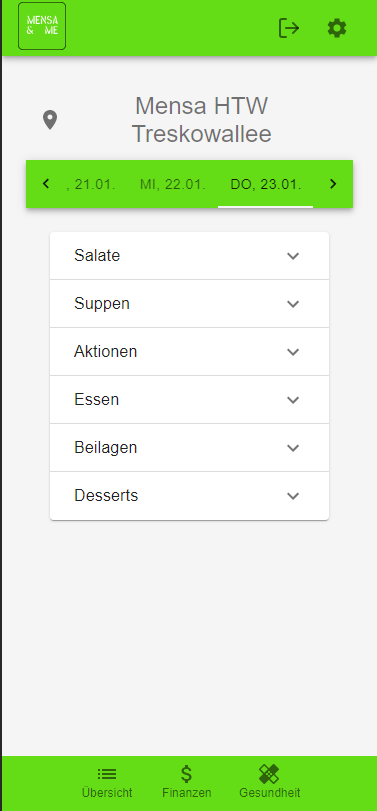 MENSA
& ME
Mensa HTW
Treskowallee
, 21.01. MI, 22.01. DO, 23.01.
Salate
Suppen
Aktionen
Essen
Beilagen
Desserts
Übersicht Finanzen Gesundheit